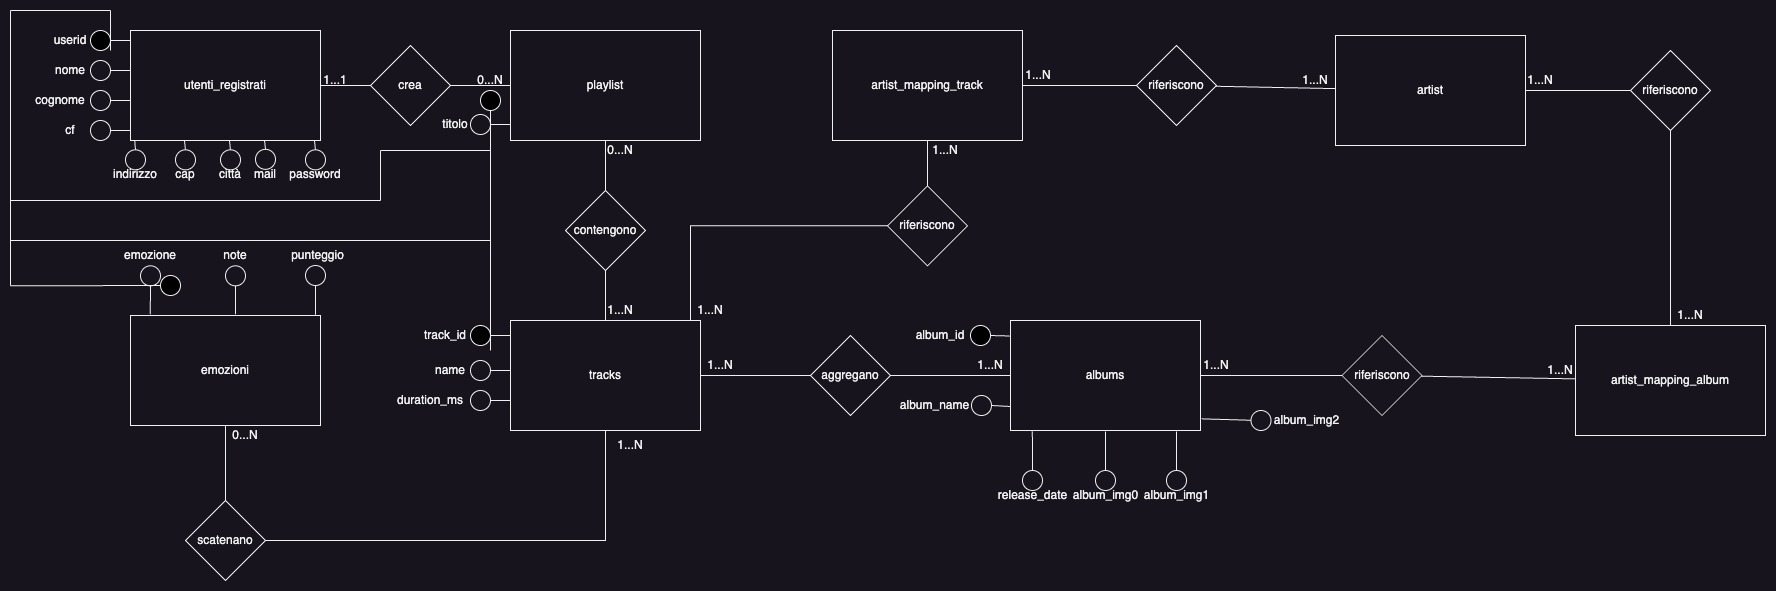 userid
nome
cognome
cf
indirizzo
cap
città
mail
password
utenti_registrati
1...1
crea
0...N
titolo
playlist
0...N
contengono
1...N
artist_mapping_track
1...N
riferiscono
1...N
artist
1...N
riferiscono
1...N
riferiscono
1...N
1...N
emozione
note
punteggio
emozioni
0...N
scatenano
track_id
name
duration_ms
tracks
1...N
1...N
aggregano
1...N
album_id
album_name
albums
release_date
album_img0
album_img1
album_img2
1...N
riferiscono
1...N
artist_mapping_album